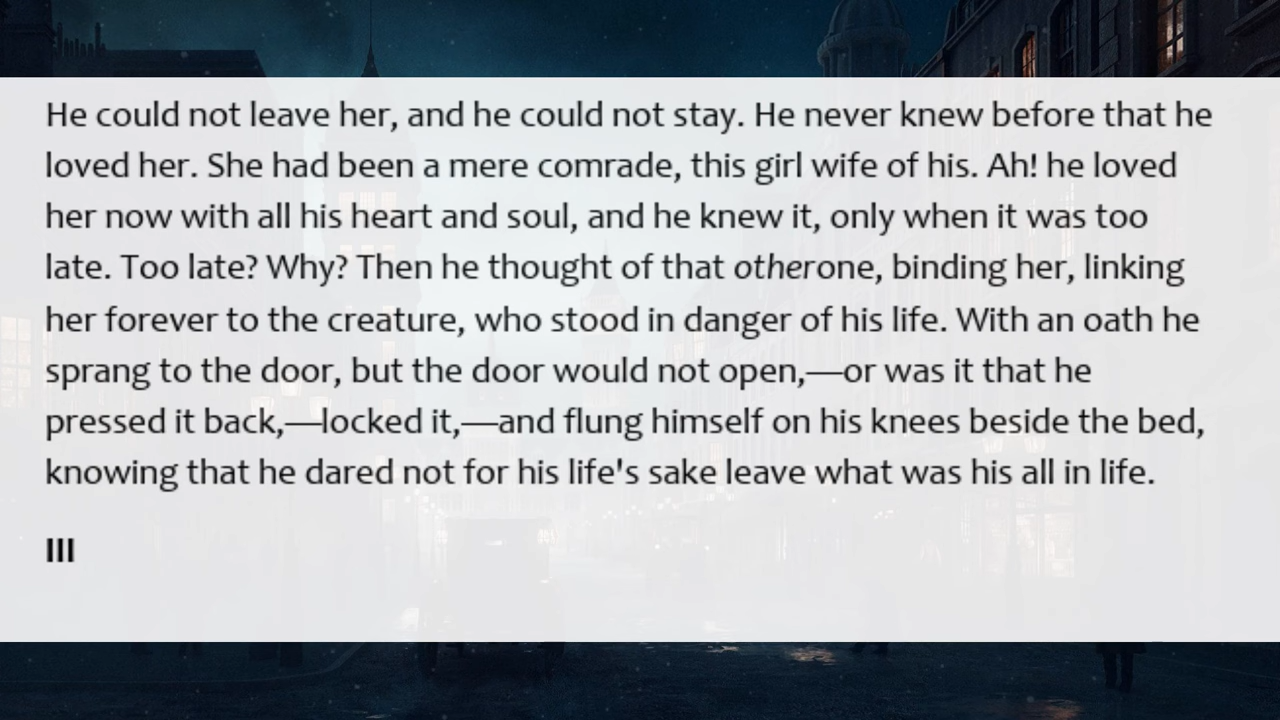 He could not leave her, and he could not stay. He never knew before that he
loved her. She had been a mere comrade, this girl wife of his. Ah! he loved
her now with all his heart and soul, and he knew it, only when it was too
late. Too late? Why? Then he thought of that otherone, binding her, linking
her forever to the creature, who stood in danger of his life. With an oath he
sprang to the door, but the door would not open,—or was it that he
pressed it back,—locked it,—and flung himself on his knees beside the bed,
knowing that he dared not for his life's sake leave what was his all in life.
III